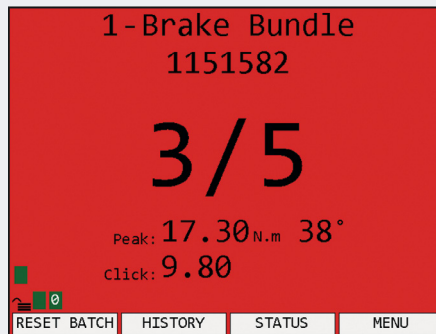 1-Brake Bundle
1151582
3/5
Peak: 17.30 N.m 38°
Click: 9.80
0
RESET BATCH HISTORY STATUS MENU